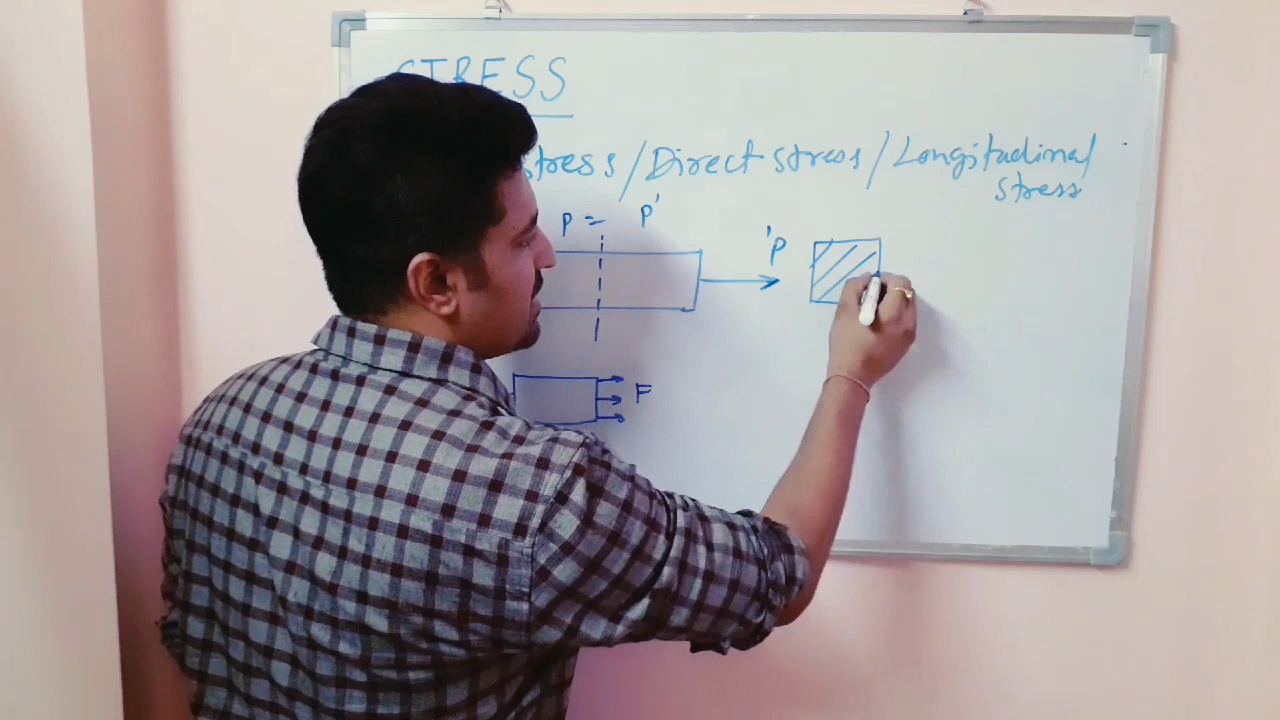 STRESS
stress / Direct stress / Longitudinal
stress
P = P'
'P
F